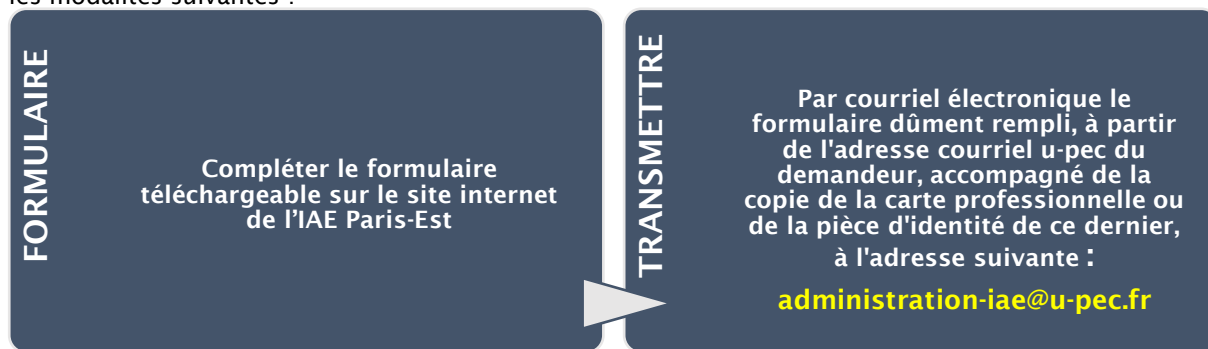 les modalités suivantes :
FORMULAIRE
Compléter le formulaire
téléchargeable sur le site internet
de l’IAE Paris-Est
TRANSMETTRE
Par courriel électronique le
formulaire dûment rempli, à partir
de l'adresse courriel u-pec du
demandeur, accompagné de la
copie de la carte professionnelle ou
de la pièce d'identité de ce dernier,
à l'adresse suivante :
administration-iae@u-pec.fr